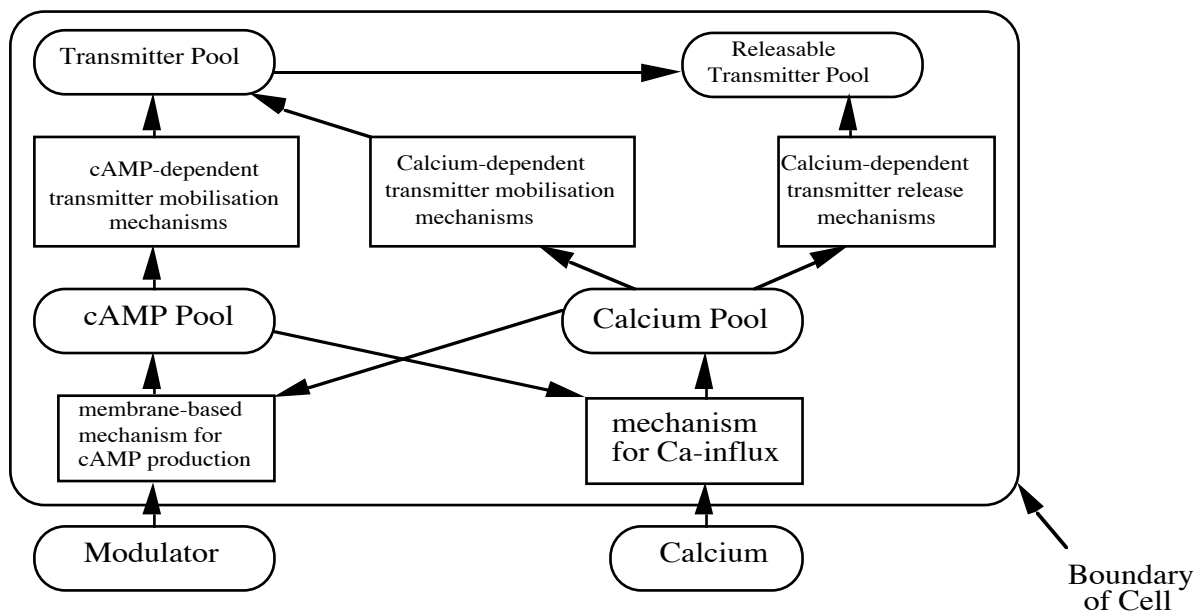 Transmitter Pool
Releasable
Transmitter Pool
cAMP-dependent
transmitter mobilisation
mechanisms
Calcium-dependent
transmitter mobilisation
mechanisms
Calcium-dependent
transmitter release
mechanisms
cAMP Pool
Calcium Pool
membrane-based
mechanism for
cAMP production
mechanism
for Ca-influx
Modulator
Calcium
Boundary
of Cell